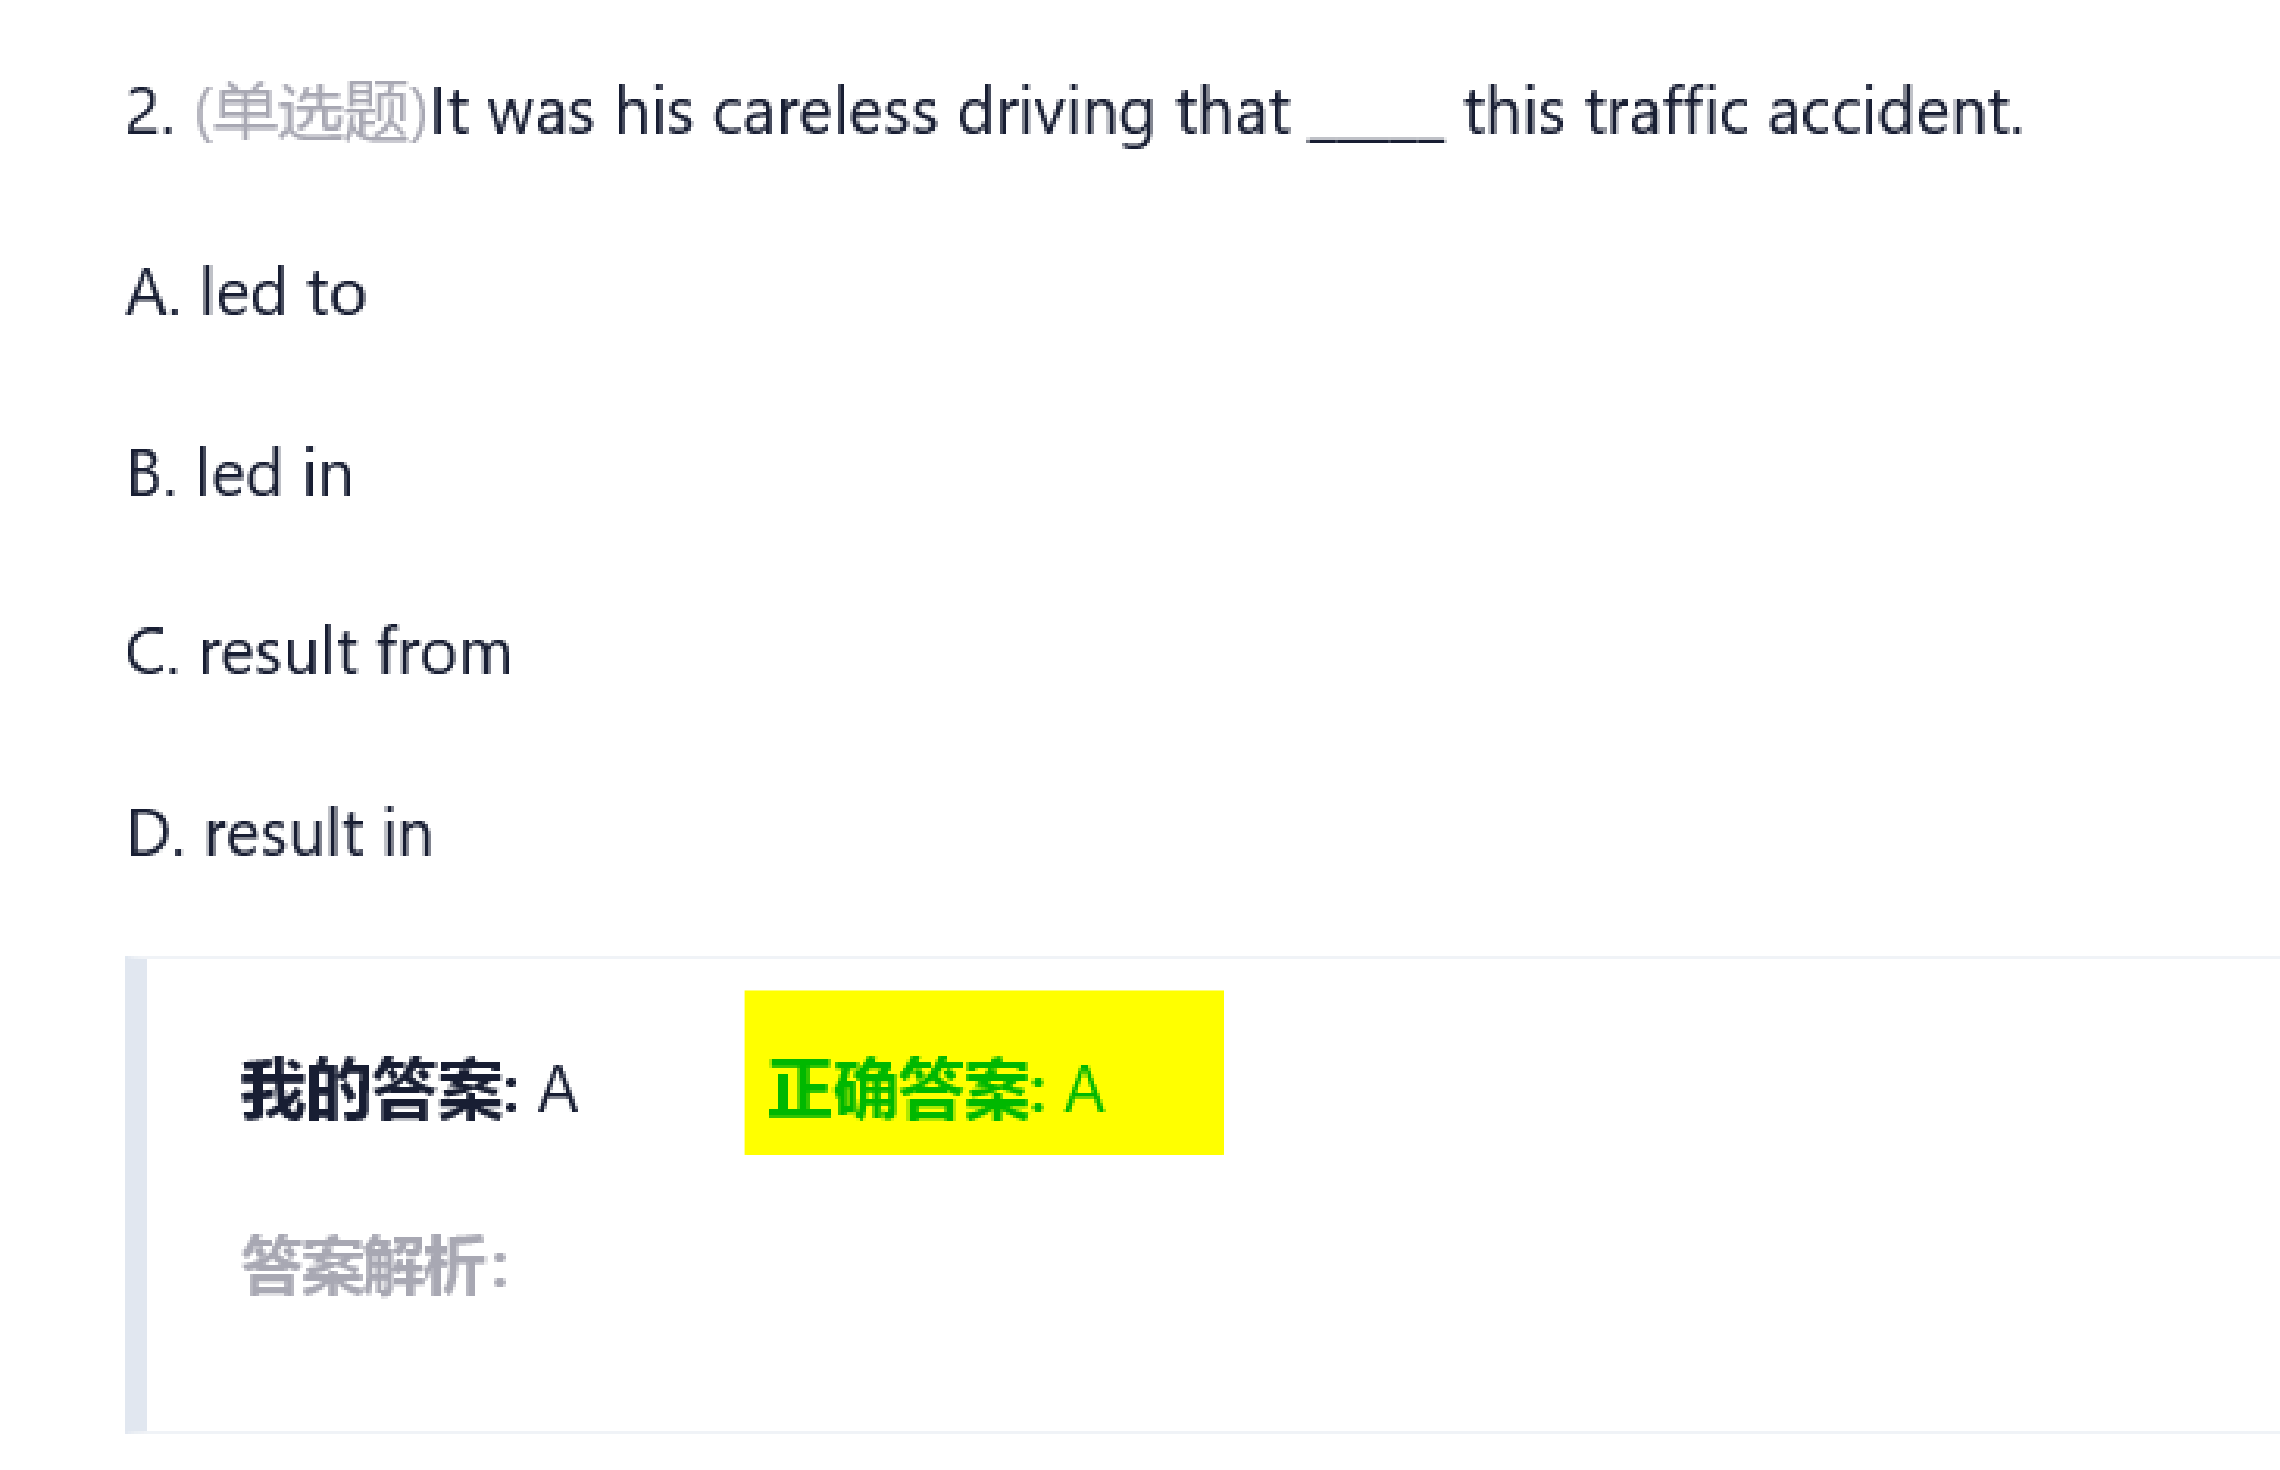 2. (单选题)It was his careless driving that _____ this traffic accident.
A. led to
B. led in
C. result from
D. result in
我的答案: A 正确答案: A
答案解析: